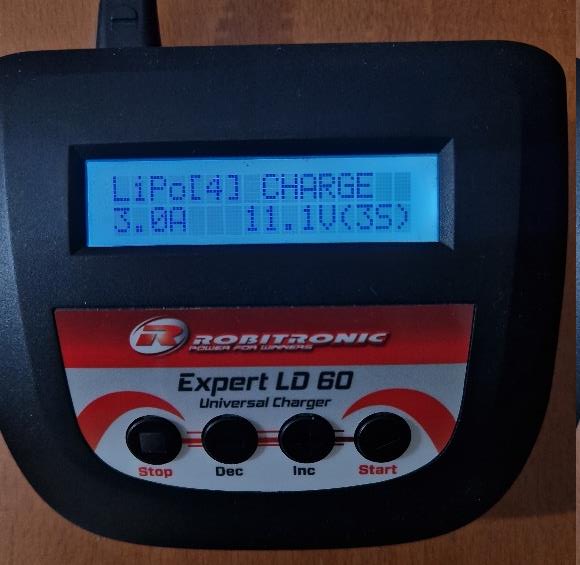 LiPo[4] CHARGE
3.0A 11.1V(3S)
R ROBITRONIC
POWER FOR WINNERS
Expert LD 60
Universal Charger
Stop Dec Inc Start